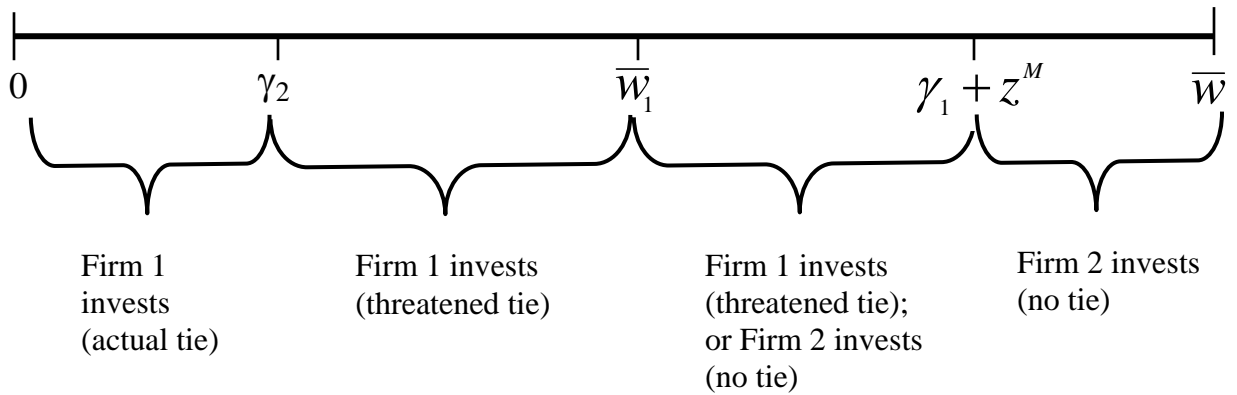 0 γ₂ w̅₁ γ₁ + zᴹ w̅
Firm 1
invests
(actual tie)
Firm 1 invests
(threatened tie)
Firm 1 invests
(threatened tie);
or Firm 2 invests
(no tie)
Firm 2 invests
(no tie)